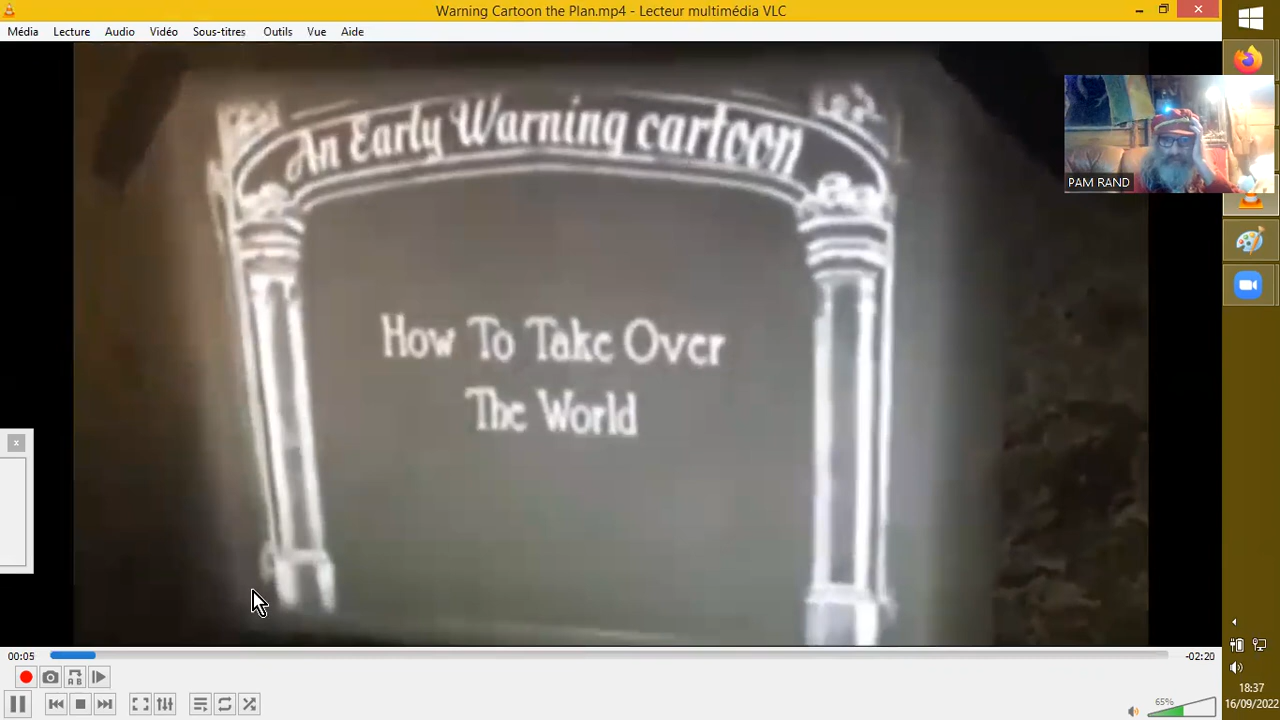 Warning Cartoon the Plan.mp4 - Lecteur multimédia VLC
Média Lecture Audio Vidéo Sous-titres Outils Vue Aide
An Early Warning cartoon
PAM RAND
How To Take Over
The World
00:05
-02:20
65%
18:37
16/09/2022